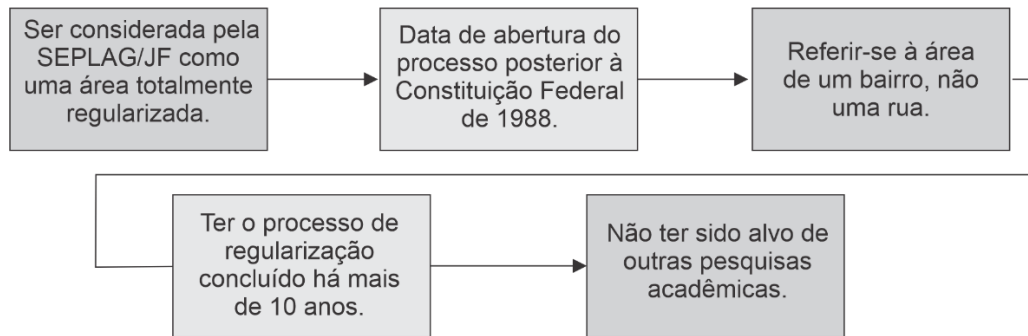 Ser considerada pela
SEPLAG/JF como
uma área totalmente
regularizada.
Data de abertura do
processo posterior à
Constituição Federal
de 1988.
Referir-se à área
de um bairro, não
uma rua.
Ter o processo de
regularização
concluído há mais
de 10 anos.
Não ter sido alvo de
outras pesquisas
acadêmicas.